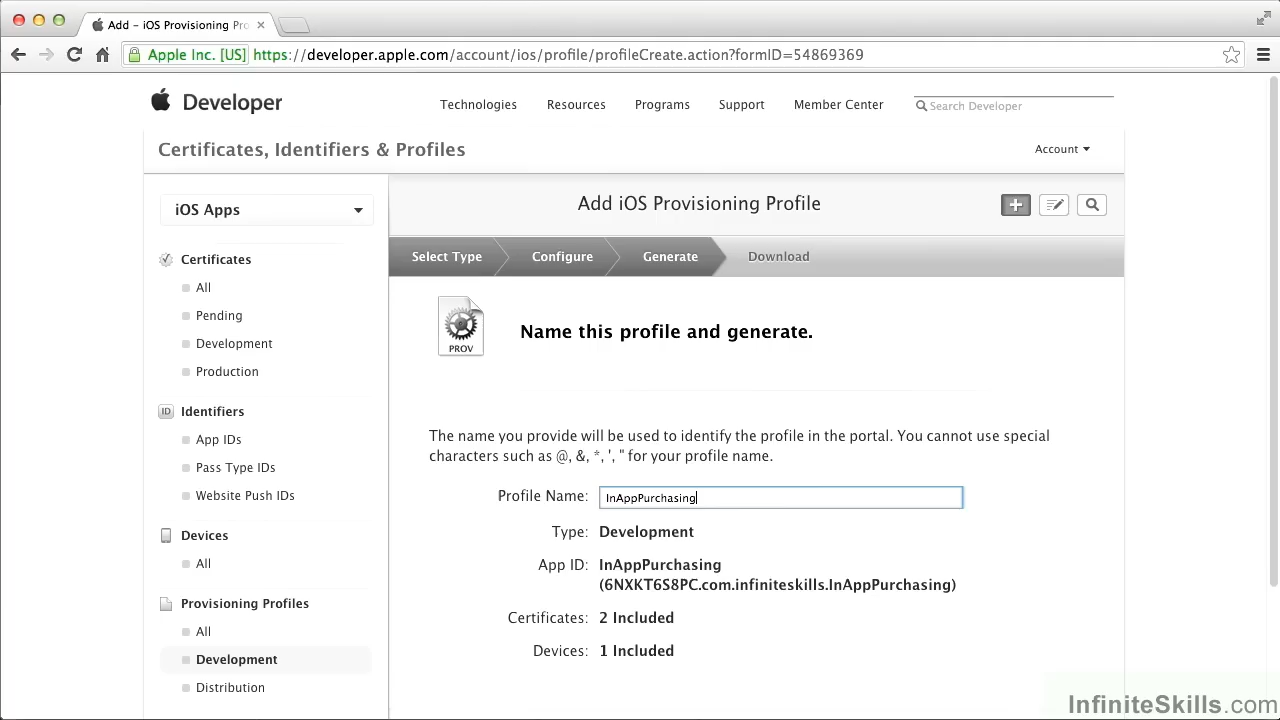 Add - iOS Provisioning Pro
Apple Inc. [US] https://developer.apple.com/account/ios/profile/profileCreate.action?formID=54869369
Developer
Technologies Resources Programs Support Member Center Search Developer
Certificates, Identifiers & Profiles
Account
iOS Apps
Add iOS Provisioning Profile
Select Type Configure Generate Download
Certificates
All
Pending
Development
Production
ID Identifiers
App IDs
Pass Type IDs
Website Push IDs
Devices
All
Provisioning Profiles
All
Development
Distribution
PROV
Name this profile and generate.
The name you provide will be used to identify the profile in the portal. You cannot use special
characters such as @, &, *, ', " for your profile name.
Profile Name: InAppPurchasing
Type: Development
App ID: InAppPurchasing
(6NXKT6S8PC.com.infiniteskills.InAppPurchasing)
Certificates: 2 Included
Devices: 1 Included
InfiniteSkills.com